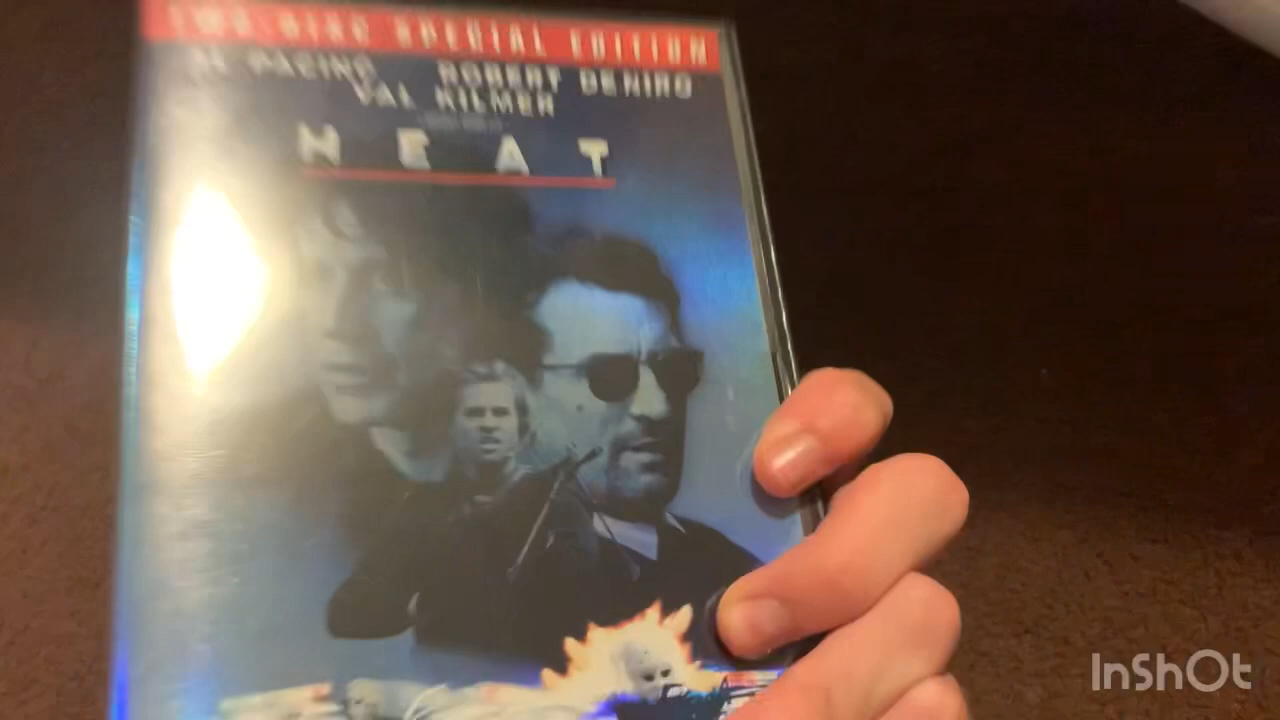 TWO-DISC SPECIAL EDITION
AL PACINO ROBERT DENIRO
VAL KILMER
HEAT
InShOt